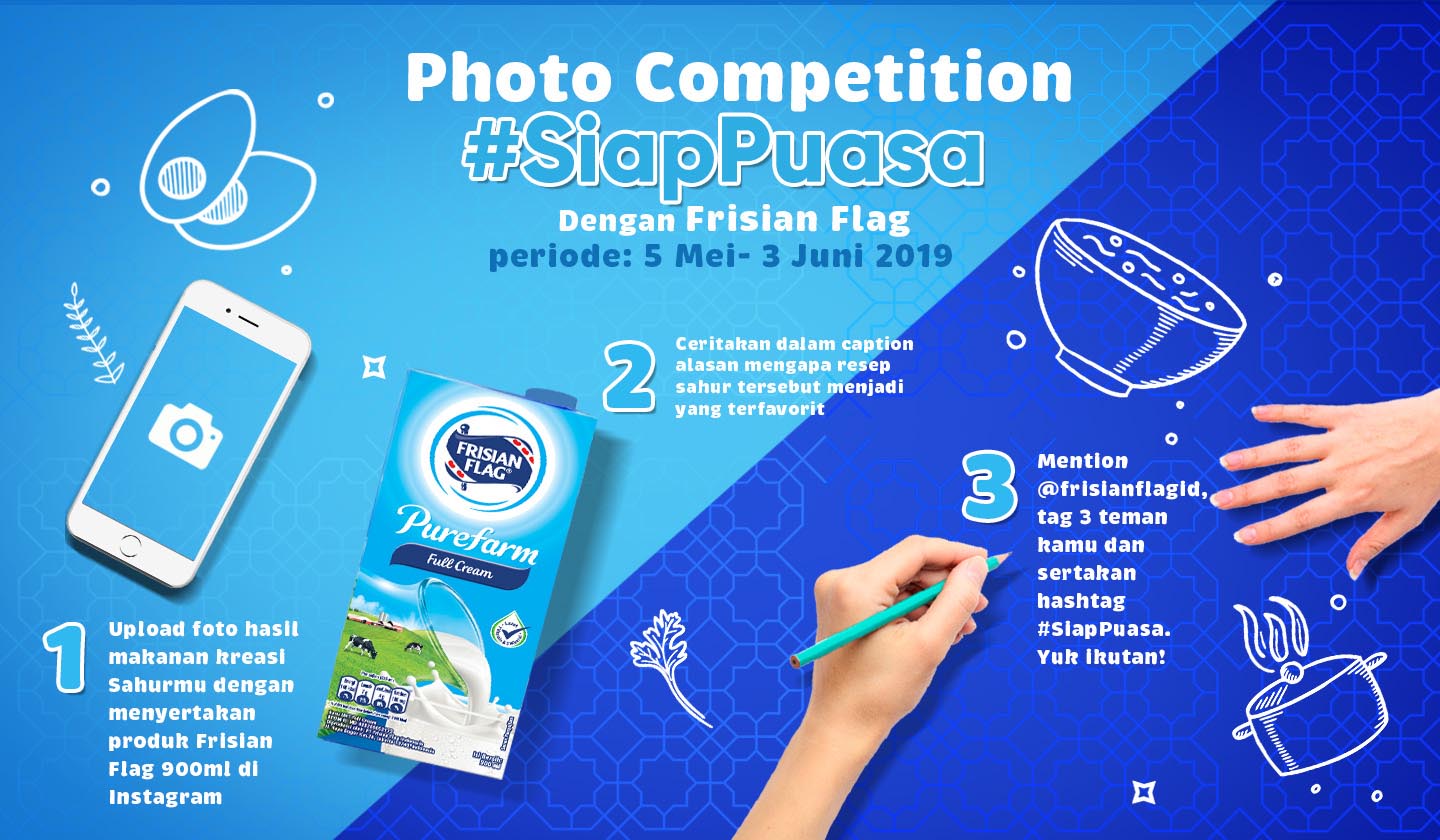 Photo Competition
#SiapPuasa
Dengan Frisian Flag
periode: 5 Mei- 3 Juni 2019
1
Upload foto hasil
makanan kreasi
Sahurmu dengan
menyertakan
produk Frisian
Flag 900ml di
Instagram
FRISIAN
FLAG®
Purefarm
Full Cream
2
Ceritakan dalam caption
alasan mengapa resep
sahur tersebut menjadi
yang terfavorit
3
Mention
@frisianflagid,
tag 3 teman
kamu dan
sertakan
hashtag
#SiapPuasa.
Yuk ikutan!